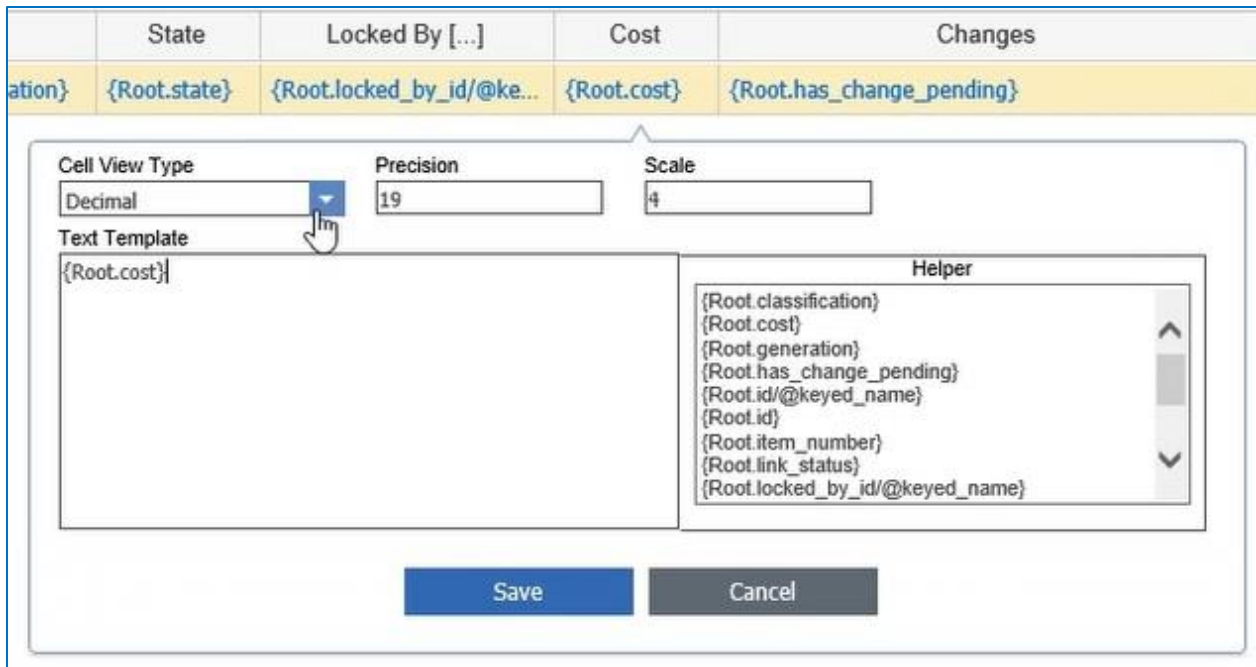 State Locked By [...] Cost Changes
ation} {Root.state} {Root.locked_by_id/@ke... {Root.cost} {Root.has_change_pending}
Cell View Type Precision Scale
Decimal 19 4
Text Template
{Root.cost} Helper
{Root.classification}
{Root.cost}
{Root.generation}
{Root.has_change_pending}
{Root.id/@keyed_name}
{Root.id}
{Root.item_number}
{Root.link_status}
{Root.locked_by_id/@keyed_name}
Save Cancel